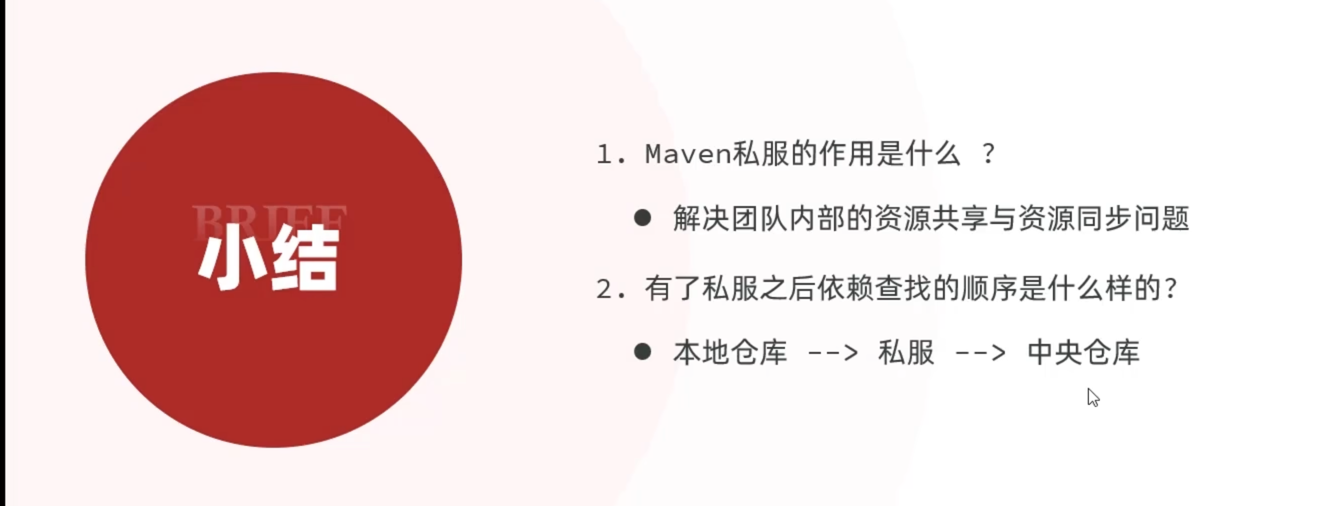 BRIEF
小结
1. Maven私服的作用是什么 ?
● 解决团队内部的资源共享与资源同步问题
2. 有了私服之后依赖查找的顺序是什么样的?
● 本地仓库 --> 私服 --> 中央仓库